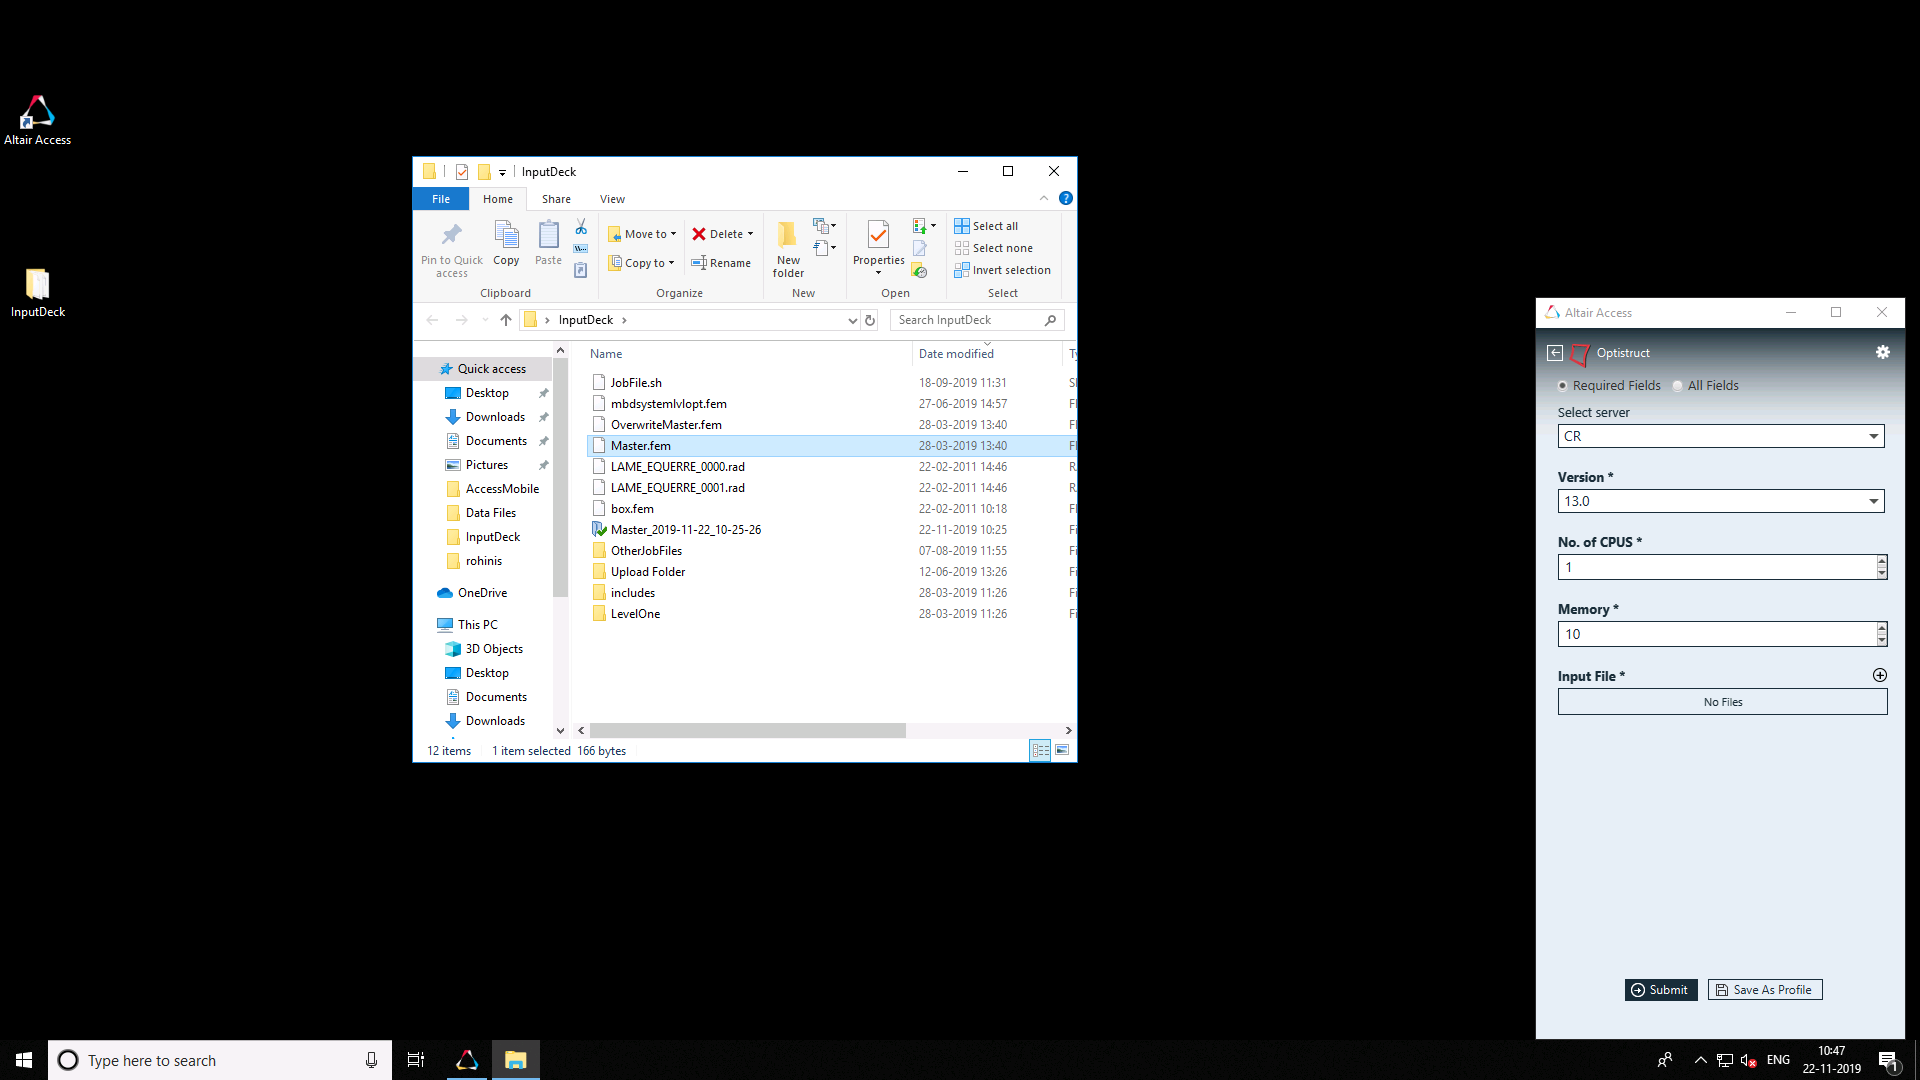 Altair Access
InputDeck
InputDeck
File Home Share View
Pin to Quick access
Copy
Paste
Clipboard
Move to
Copy to
Delete
Rename
Organize
New folder
New
Properties
Open
Select all
Select none
Invert selection
Select
InputDeck
Search InputDeck
Quick access
Desktop
Downloads
Documents
Pictures
AccessMobile
Data Files
InputDeck
rohinis
OneDrive
This PC
3D Objects
Desktop
Documents
Downloads
Name Date modified
JobFile.sh 18-09-2019 11:31
mbdsystemlvlopt.fem 27-06-2019 14:57
OverwriteMaster.fem 28-03-2019 13:40
Master.fem 28-03-2019 13:40
LAME_EQUERRE_0000.rad 22-02-2011 14:46
LAME_EQUERRE_0001.rad 22-02-2011 14:46
box.fem 22-02-2011 10:18
Master_2019-11-22_10-25-26 22-11-2019 10:25
OtherJobFiles 07-08-2019 11:55
Upload Folder 12-06-2019 13:26
includes 28-03-2019 11:26
LevelOne 28-03-2019 11:26
12 items 1 item selected 166 bytes
Altair Access
Optistruct
Required Fields All Fields
Select server
CR
Version *
13.0
No. of CPUS *
1
Memory *
10
Input File *
No Files
Submit Save As Profile
Type here to search
ENG
10:47
22-11-2019
1